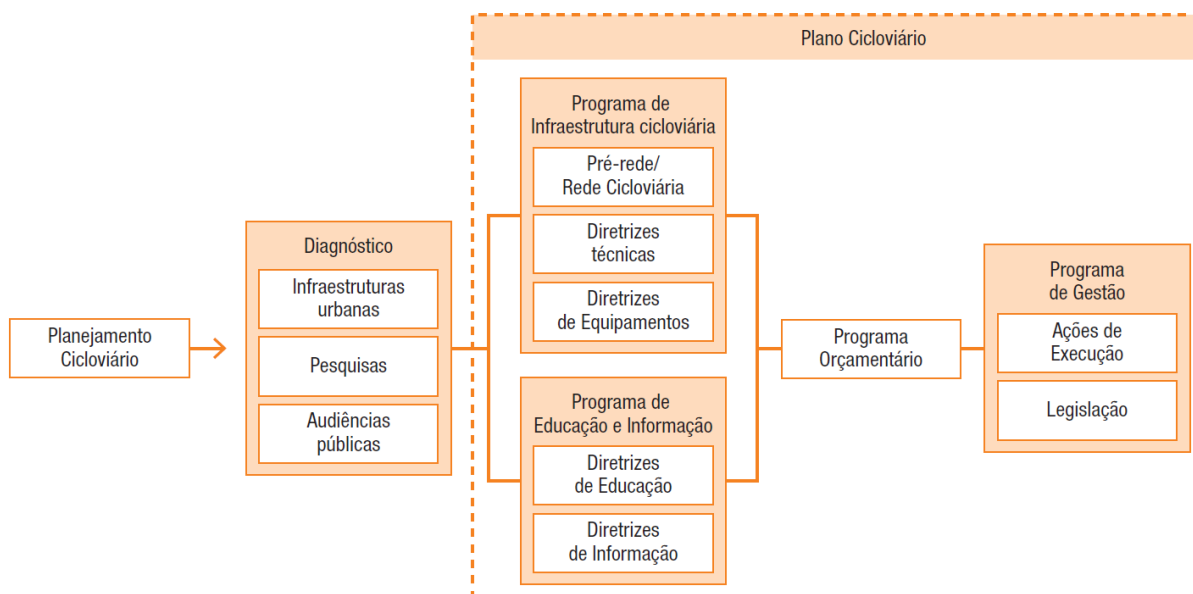 Plano Cicloviário
Planejamento
Cicloviário
Diagnóstico
Infraestruturas
urbanas
Pesquisas
Audiências
públicas
Programa de
Infraestrutura cicloviária
Pré-rede/
Rede Cicloviária
Diretrizes
técnicas
Diretrizes
de Equipamentos
Programa de
Educação e Informação
Diretrizes
de Educação
Diretrizes
de Informação
Programa
Orçamentário
Programa
de Gestão
Ações de
Execução
Legislação